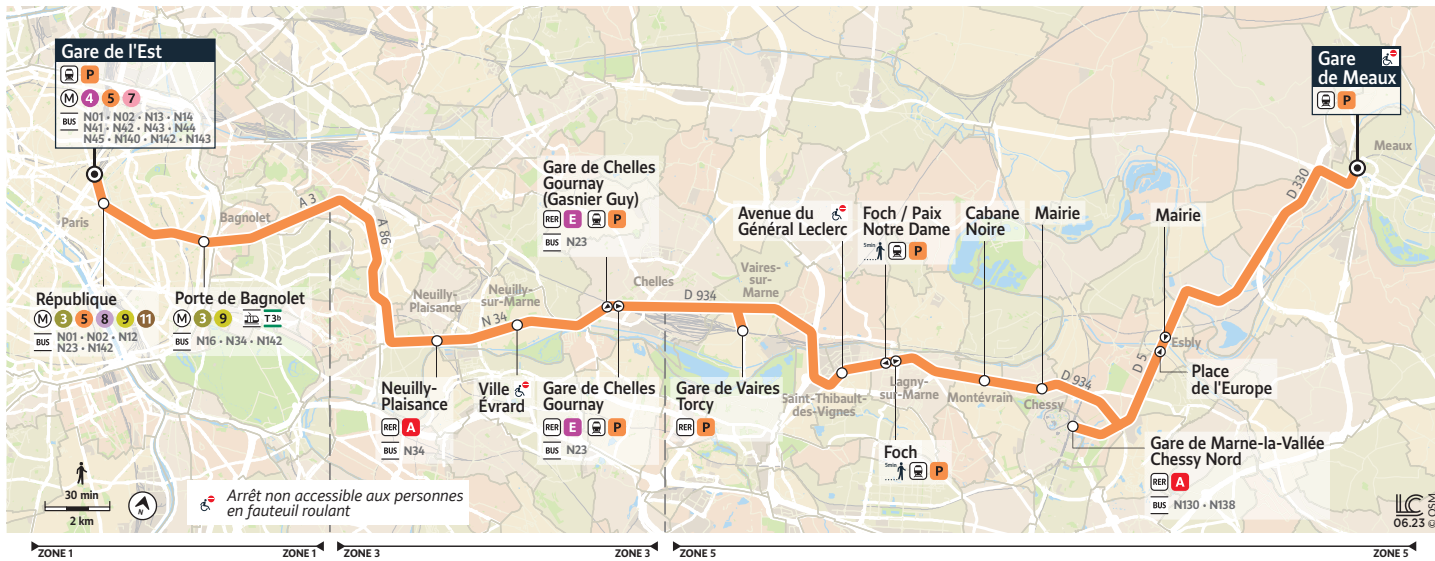 Gare de l'Est
P
M 4 5 7
BUS N01 · N02 · N13 · N14
N41 · N42 · N43 · N44
N45 · N140 · N142 · N143
Paris
Bagnolet
A 3
A 86
République
M 3 5 8 9 11
BUS N01 · N02 · N12
N23 · N142
Porte de Bagnolet
M 3 9 T3b
BUS N16 · N34 · N142
Neuilly-
Plaisance
Neuilly-
sur-Marne
N 34
Neuilly-
Plaisance
RER A
BUS N34
Ville
Évrard
Gare de Chelles
Gournay
(Gasnier Guy)
RER E P
BUS N23
Chelles
D 934
Gare de Chelles
Gournay
RER E P
BUS N23
Vaires-
sur-
Marne
Gare de Vaires
Torcy
RER P
Avenue du
Général Leclerc
Saint-Thibault-
des-Vignes
Foch / Paix
Notre Dame
5min P
Lagny-
sur-Marne
Foch
5min P
Cabane
Noire
Montévrain
Mairie
Chessy
D 934
Gare de Marne-la-Vallée
Chessy Nord
RER A
BUS N130 · N138
D 5
Mairie
Esbly
Place
de l'Europe
D 330
Gare
de Meaux
P
Meaux
30 min
2 km
N
Arrêt non accessible aux personnes
en fauteuil roulant
LC
06.23 © OSM
ZONE 1 ZONE 1 ZONE 3 ZONE 3 ZONE 5 ZONE 5